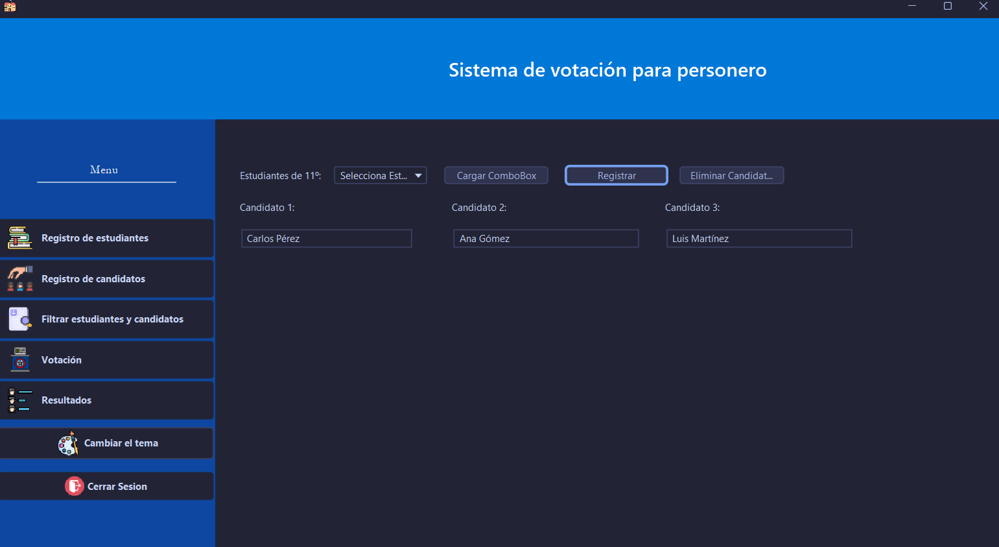 Sistema de votación para personero
Menu
Registro de estudiantes
Registro de candidatos
Filtrar estudiantes y candidatos
Votación
Resultados
Cambiar el tema
Cerrar Sesion
Estudiantes de 11º: Selecciona Est... Cargar ComboBox Registrar Eliminar Candidat...
Candidato 1: Candidato 2: Candidato 3:
Carlos Pérez Ana Gómez Luis Martínez